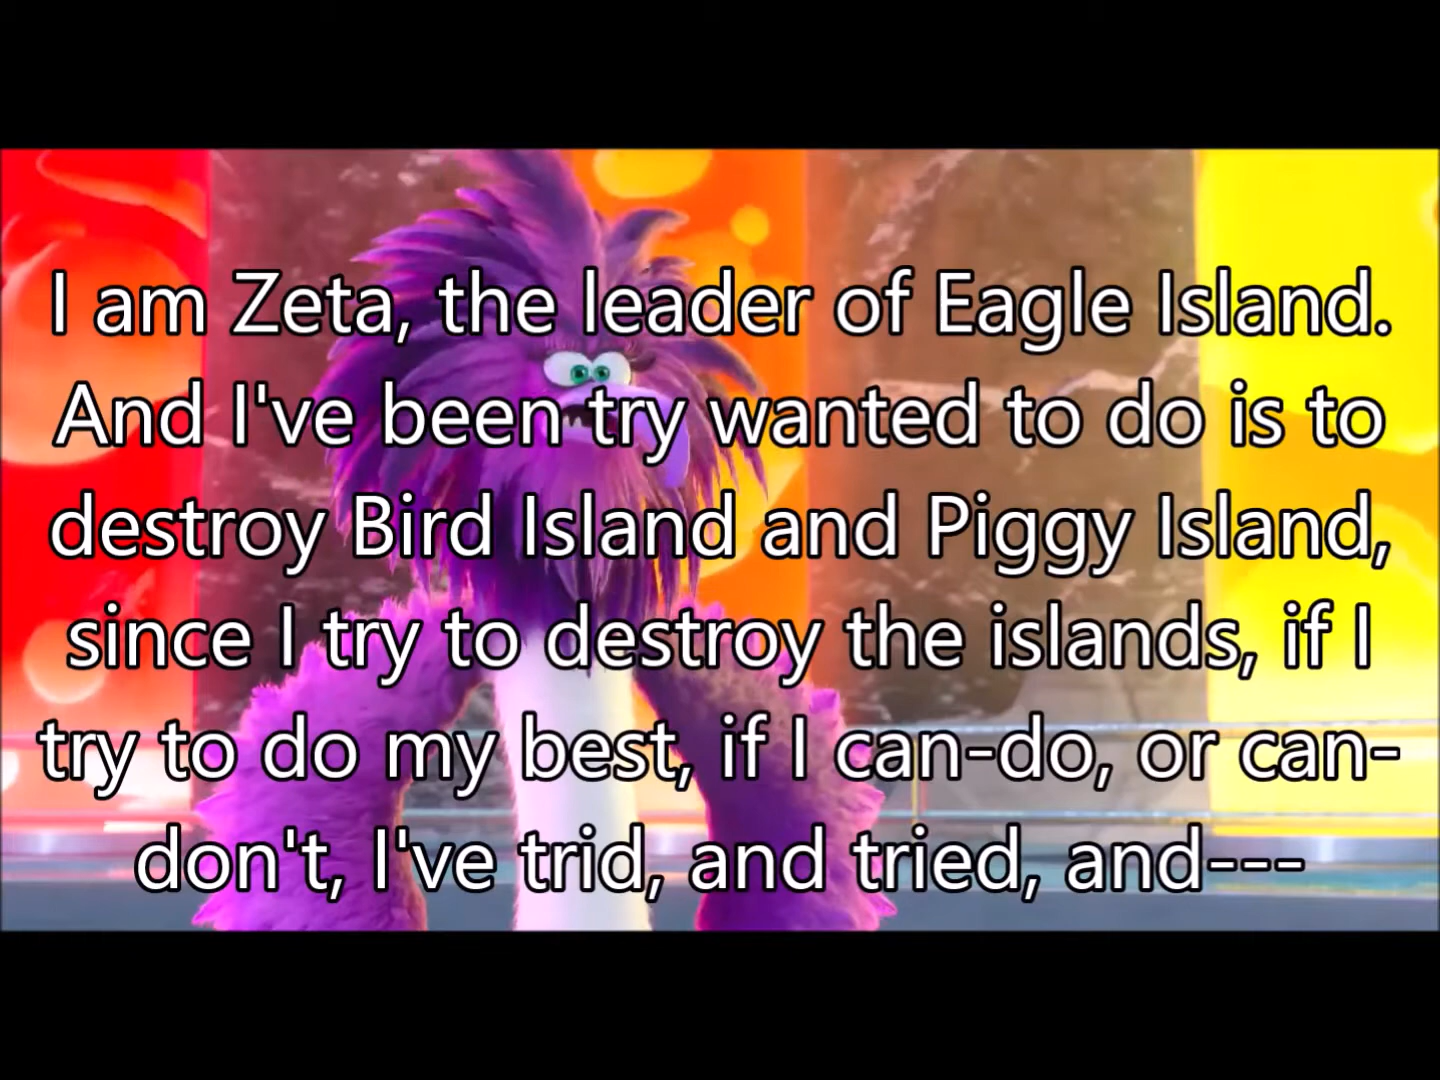 I am Zeta, the leader of Eagle Island.
And I've been try wanted to do is to
destroy Bird Island and Piggy Island,
since I try to destroy the islands, if I
try to do my best, if I can-do, or can-
don't, I've trid, and tried, and---